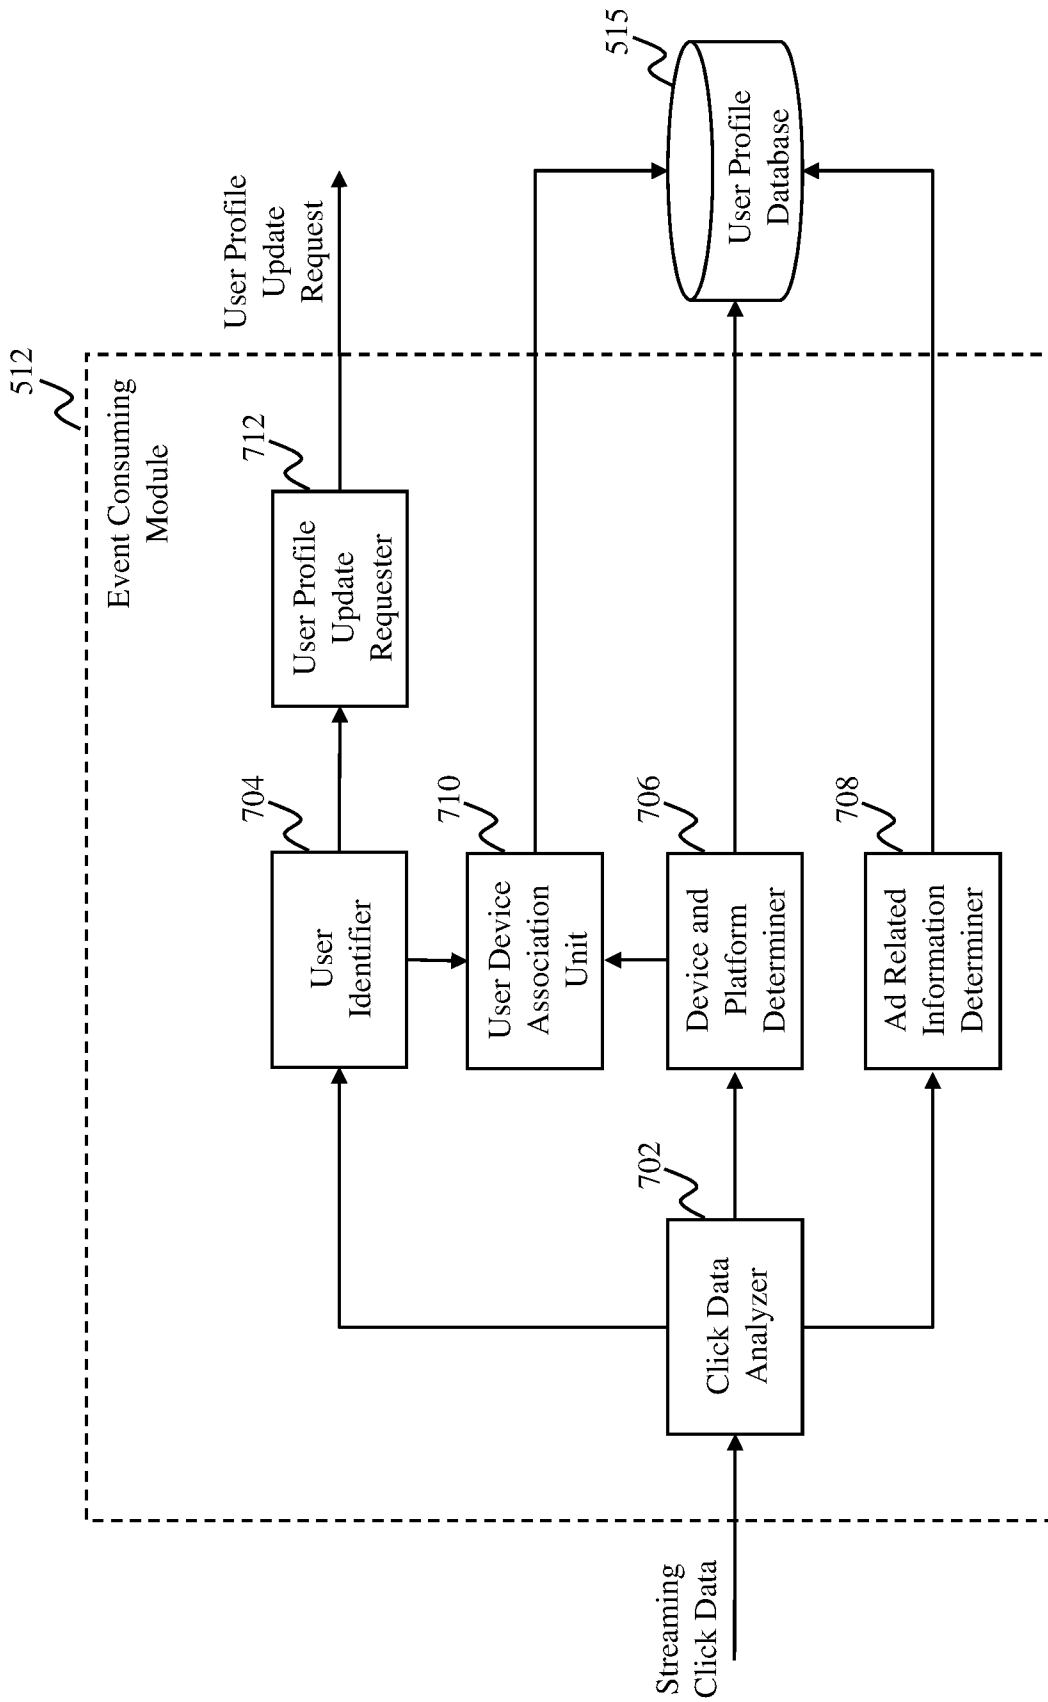 512
Event Consuming
Module
User Profile
Update
Request
712
User Profile
Update
Requester
704
User
Identifier
710
User Device
Association
Unit
515
User Profile
Database
706
Device and
Platform
Determiner
708
Ad Related
Information
Determiner
702
Click Data
Analyzer
Streaming
Click Data